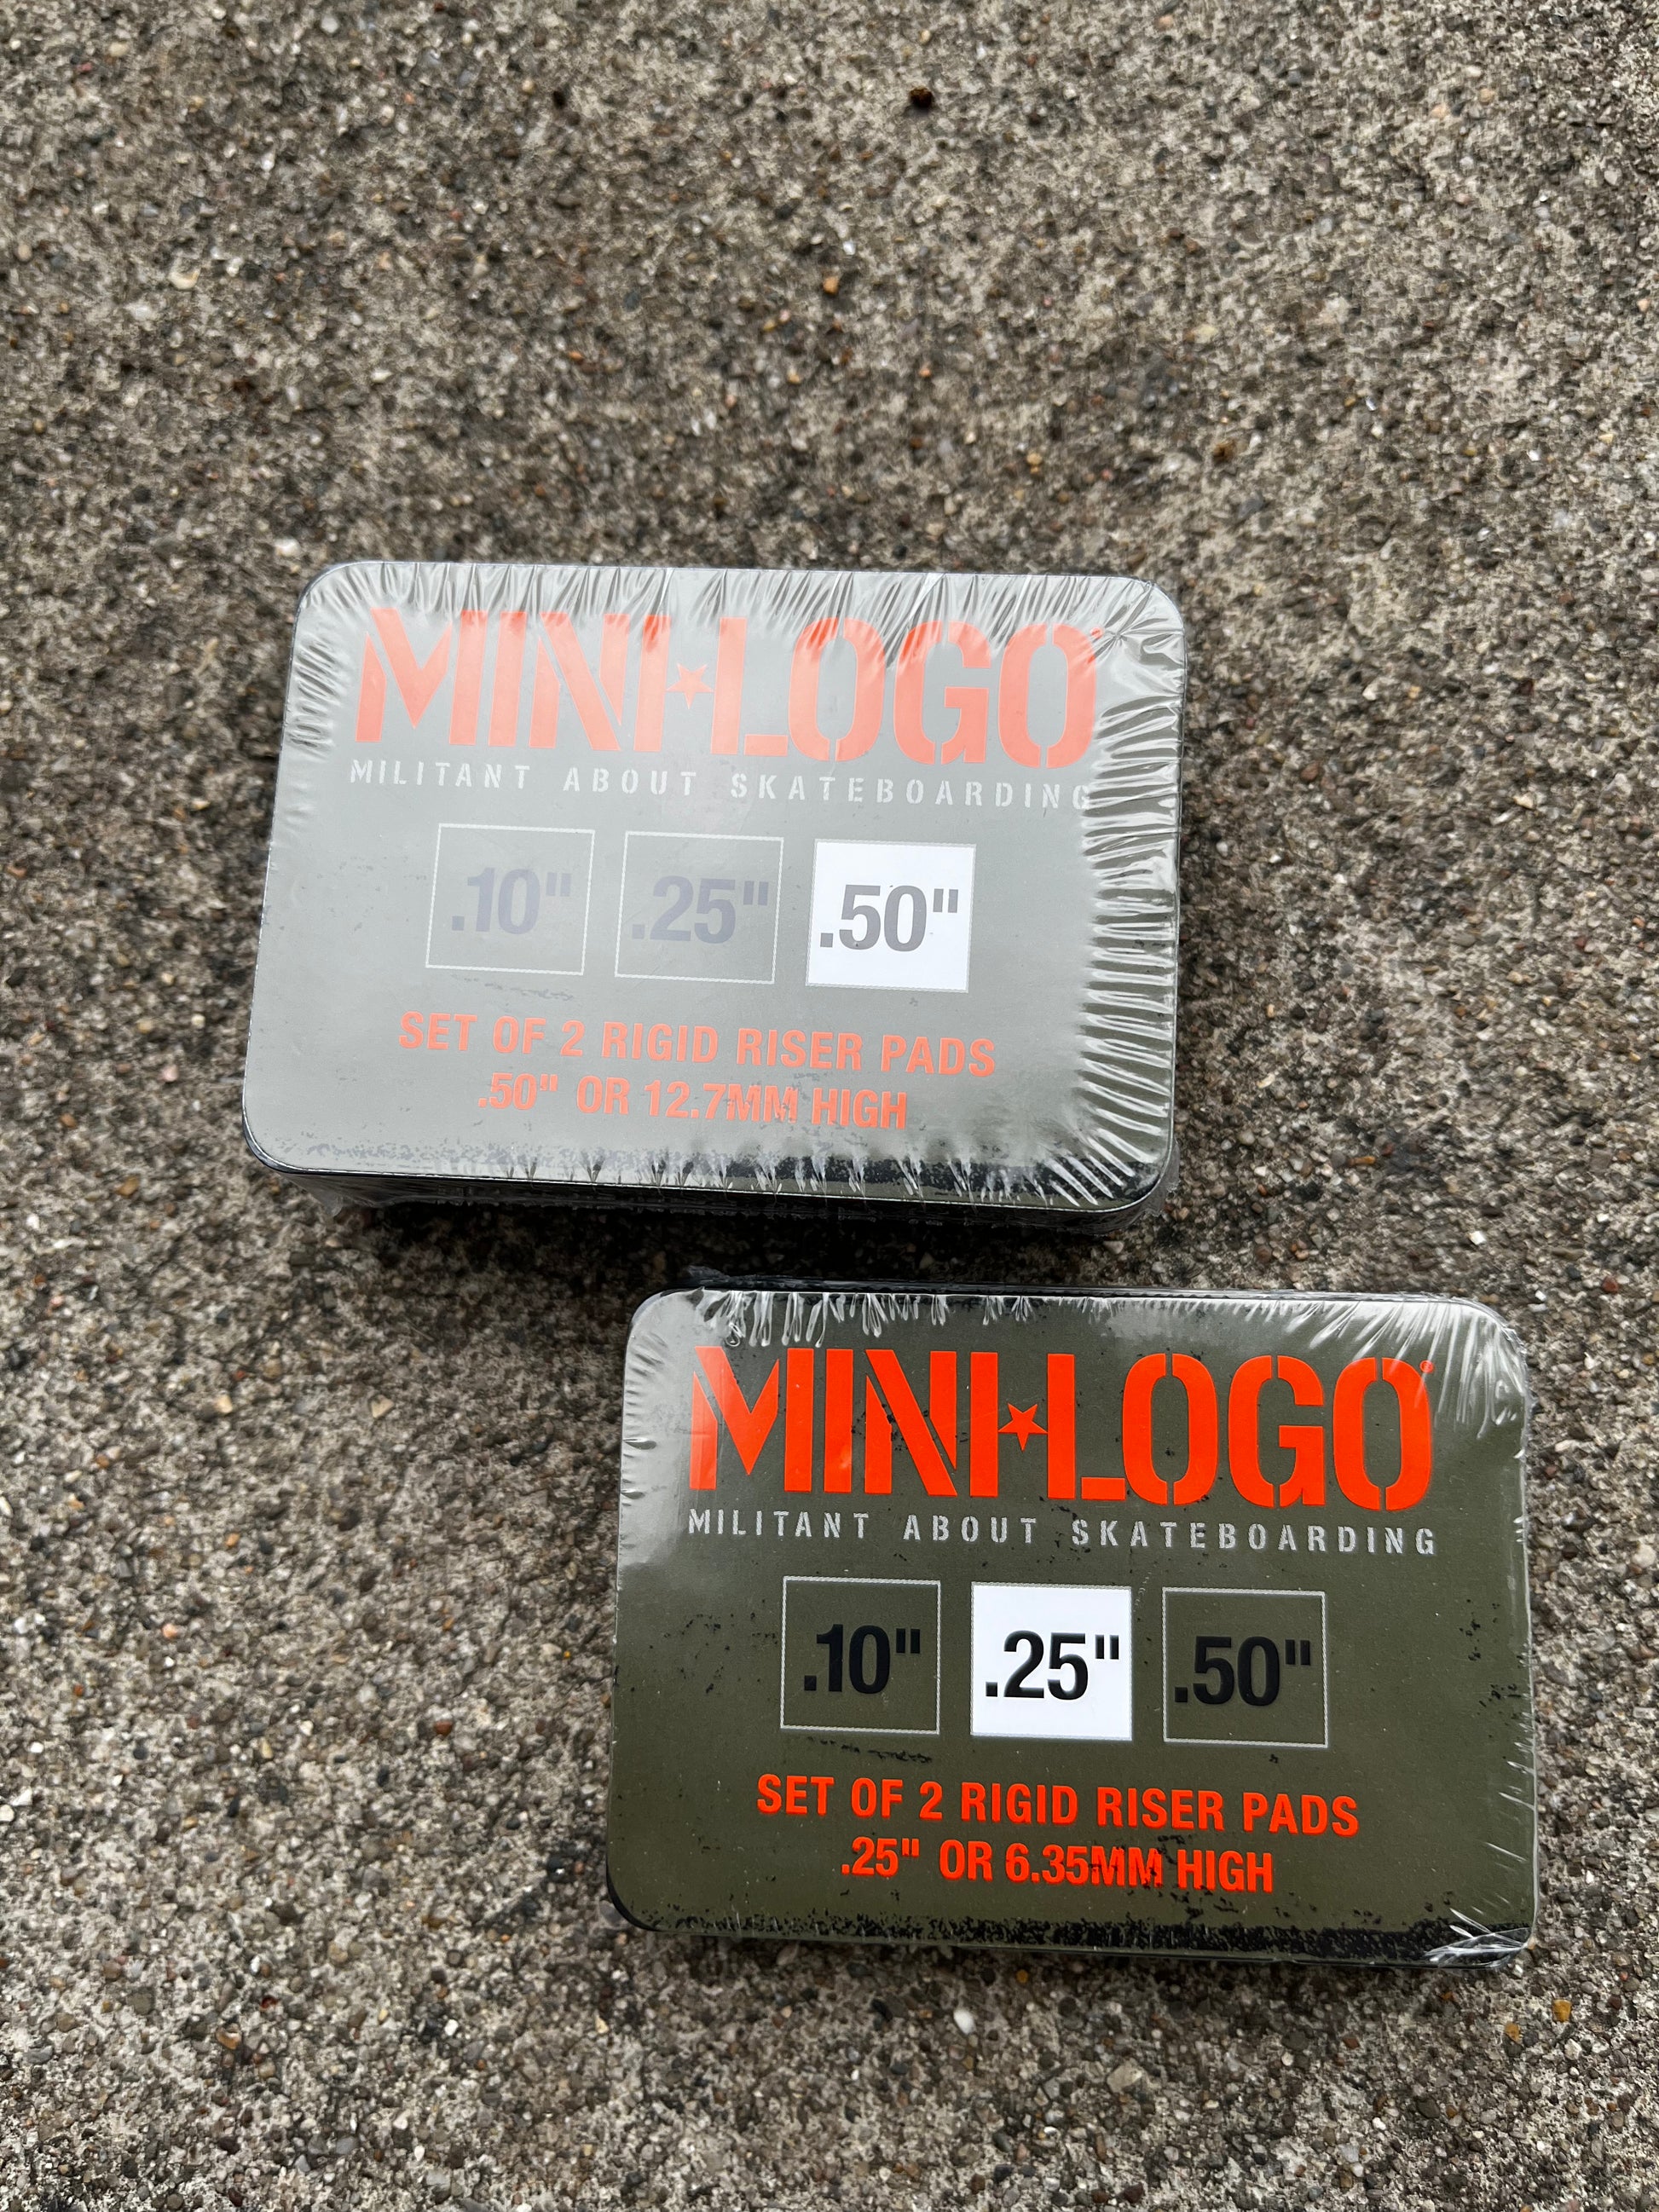 MINI★LOGO®
MILITANT ABOUT SKATEBOARDING
.10" .25" .50"
SET OF 2 RIGID RISER PADS
.50" OR 12.7MM HIGH
MINI★LOGO®
MILITANT ABOUT SKATEBOARDING
.10" .25" .50"
SET OF 2 RIGID RISER PADS
.25" OR 6.35MM HIGH